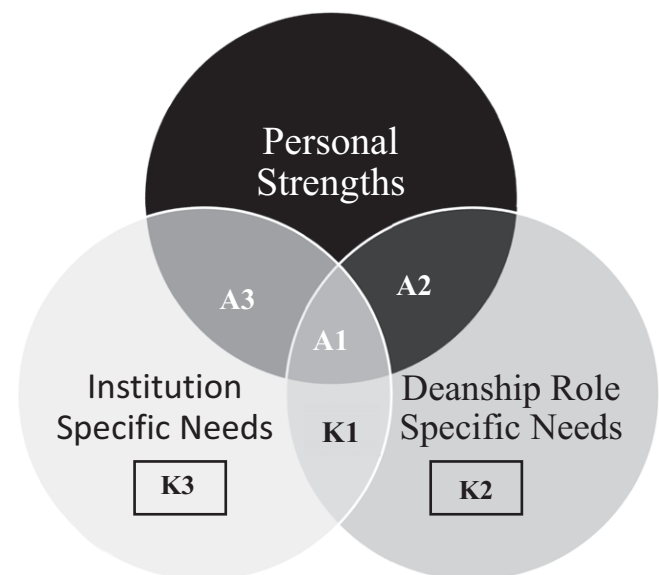 Personal
Strengths
A3
A2
A1
Institution
Specific Needs
Deanship Role
Specific Needs
K1
K3
K2